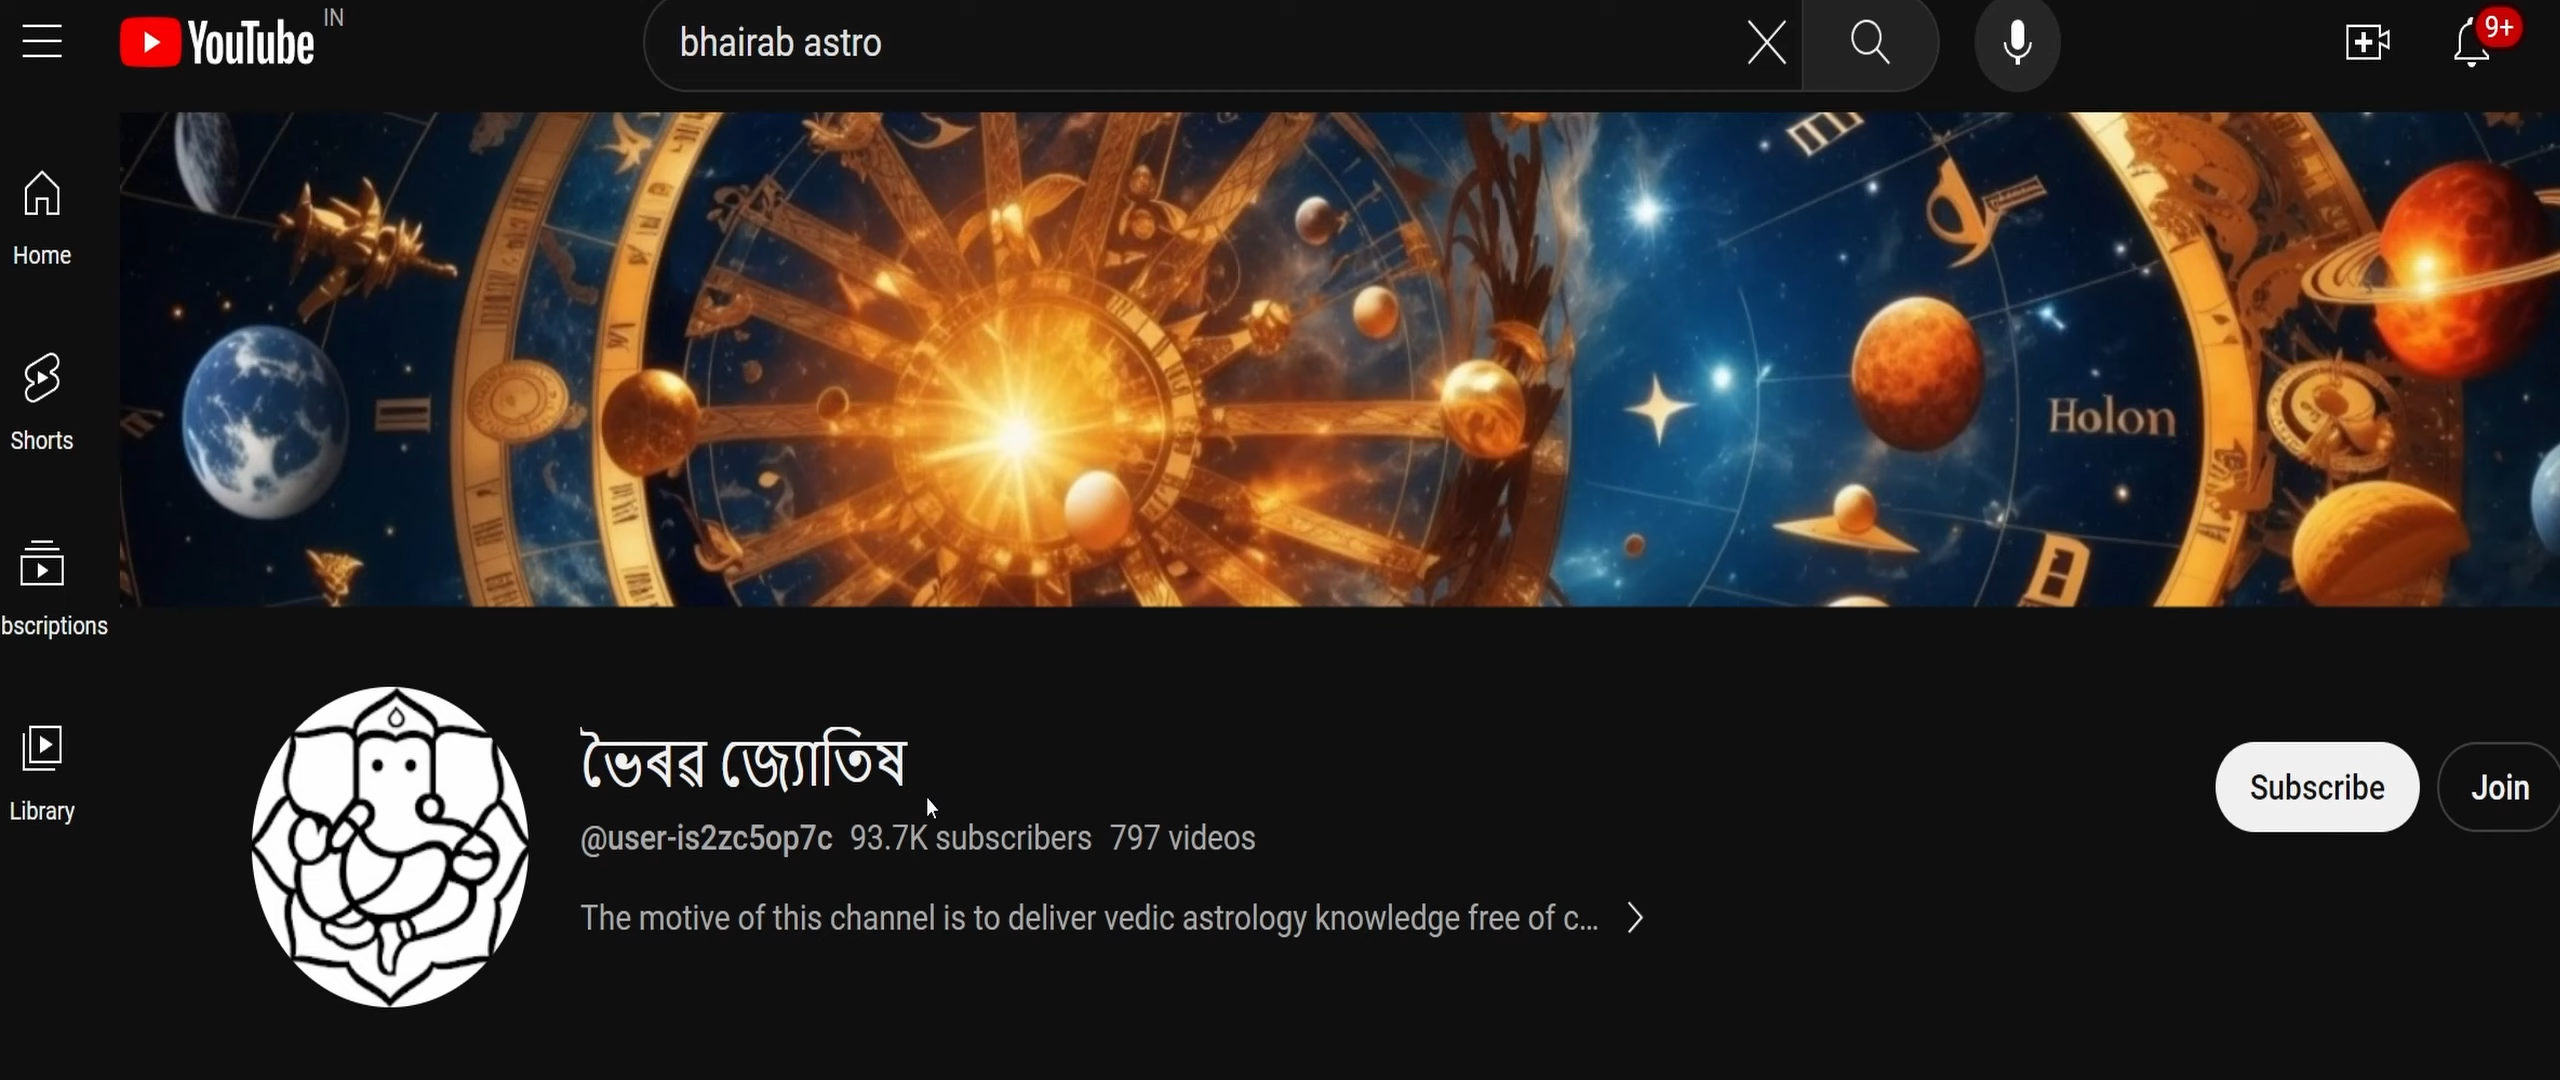 YouTube IN
bhairab astro
9+
Home
Shorts
bscriptions
Library
Holon
ভৈৰৱ জ্যোতিষ
@user-is2zc5op7c 93.7K subscribers 797 videos
The motive of this channel is to deliver vedic astrology knowledge free of c...
Subscribe
Join